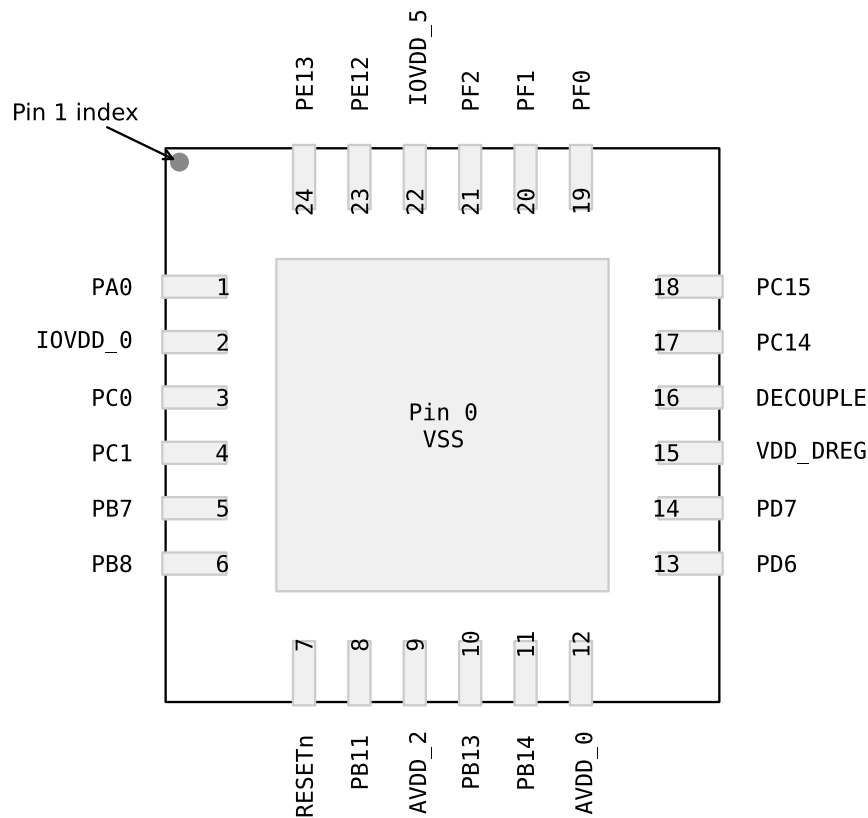 PE13
PE12
IOVDD_5
PF2
PF1
PF0
Pin 1 index
24
23
22
21
20
19
PA0 1
18 PC15
IOVDD_0 2
17 PC14
PC0 3
16 DECOUPLE
PC1 4
15 VDD_DREG
PB7 5
14 PD7
PB8 6
13 PD6
Pin 0
VSS
7
8
9
10
11
12
RESETn
PB11
AVDD_2
PB13
PB14
AVDD_0